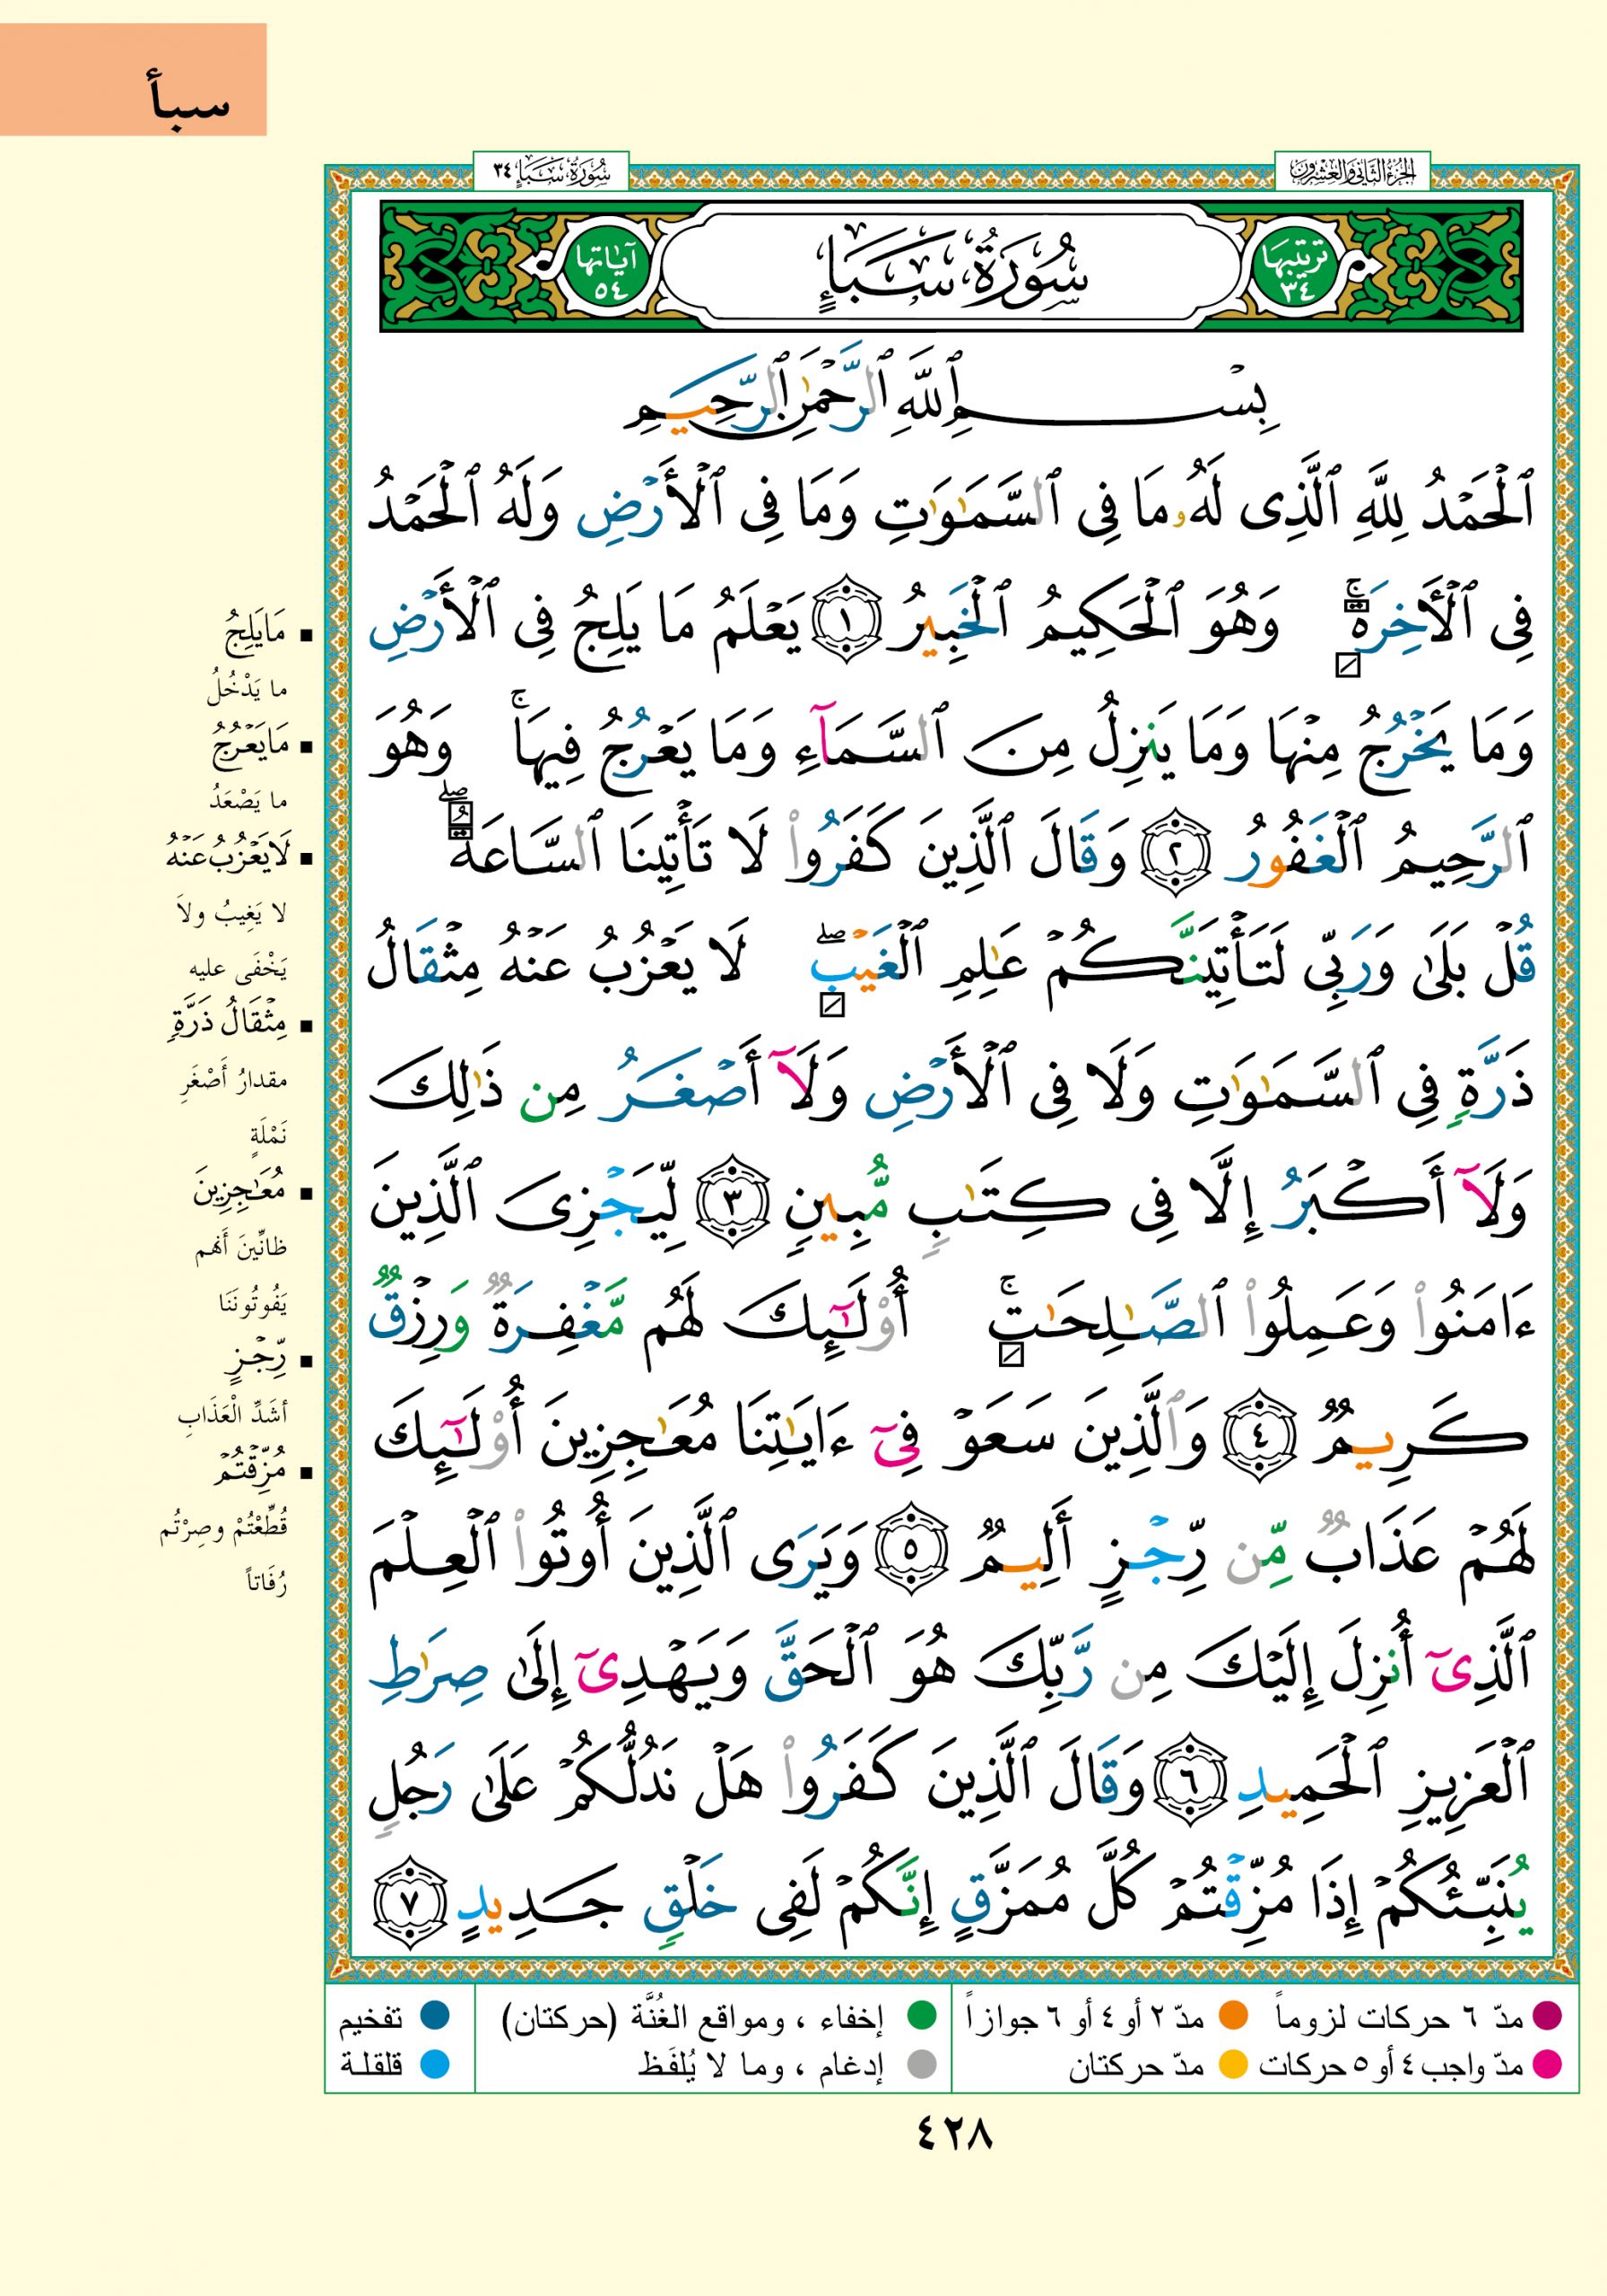 سبأ
الجزء الثاني والعشرون
سُورَةُ سَبَإٍ ٣٤
ترتيبها ٣٤
سُورَةُ سَبَإٍ
آياتها ٥٤
بِسْمِ ٱللَّهِ ٱلرَّحْمَٰنِ ٱلرَّحِيمِ
ٱلْحَمْدُ لِلَّهِ ٱلَّذِى لَهُۥ مَا فِى ٱلسَّمَٰوَٰتِ وَمَا فِى ٱلْأَرْضِ وَلَهُ ٱلْحَمْدُ
فِى ٱلْأَخِرَةِ ۚ وَهُوَ ٱلْحَكِيمُ ٱلْخَبِيرُ ١ يَعْلَمُ مَا يَلِجُ فِى ٱلْأَرْضِ
وَمَا يَخْرُجُ مِنْهَا وَمَا يَنزِلُ مِنَ ٱلسَّمَآءِ وَمَا يَعْرُجُ فِيهَا ۚ وَهُوَ
ٱلرَّحِيمُ ٱلْغَفُورُ ٢ وَقَالَ ٱلَّذِينَ كَفَرُوا۟ لَا تَأْتِينَا ٱلسَّاعَةُ ۖ
قُلْ بَلَىٰ وَرَبِّى لَتَأْتِيَنَّكُمْ عَٰلِمِ ٱلْغَيْبِ ۖ لَا يَعْزُبُ عَنْهُ مِثْقَالُ
ذَرَّةٍ فِى ٱلسَّمَٰوَٰتِ وَلَا فِى ٱلْأَرْضِ وَلَآ أَصْغَرُ مِن ذَٰلِكَ
وَلَآ أَكْبَرُ إِلَّا فِى كِتَٰبٍ مُّبِينٍ ٣ لِّيَجْزِىَ ٱلَّذِينَ
ءَامَنُوا۟ وَعَمِلُوا۟ ٱلصَّٰلِحَٰتِ ۚ أُو۟لَٰٓئِكَ لَهُم مَّغْفِرَةٌ وَرِزْقٌ
كَرِيمٌ ٤ وَٱلَّذِينَ سَعَوْ فِىٓ ءَايَٰتِنَا مُعَٰجِزِينَ أُو۟لَٰٓئِكَ
لَهُمْ عَذَابٌ مِّن رِّجْزٍ أَلِيمٌ ٥ وَيَرَى ٱلَّذِينَ أُوتُوا۟ ٱلْعِلْمَ
ٱلَّذِىٓ أُنزِلَ إِلَيْكَ مِن رَّبِّكَ هُوَ ٱلْحَقَّ وَيَهْدِىٓ إِلَىٰ صِرَٰطِ
ٱلْعَزِيزِ ٱلْحَمِيدِ ٦ وَقَالَ ٱلَّذِينَ كَفَرُوا۟ هَلْ نَدُلُّكُمْ عَلَىٰ رَجُلٍ
يُنَبِّئُكُمْ إِذَا مُزِّقْتُمْ كُلَّ مُمَزَّقٍ إِنَّكُمْ لَفِى خَلْقٍ جَدِيدٍ ٧
▪ مَا يَلِجُ
ما يَدْخُلُ
▪ مَا يَعْرُجُ
ما يَصْعَدُ
▪ لَا يَعْزُبُ عَنْهُ
لا يَغِيبُ ولاَ
يَخْفَى عليه
▪ مِثْقَالُ ذَرَّةٍ
مقدارُ أَصْغَرِ
نَمْلَةٍ
▪ مُعَٰجِزِينَ
ظانِّينَ أنهم
يَفُوتُونَنَا
▪ رِّجْزٍ
أشَدِّ الْعَذَابِ
▪ مُزِّقْتُمْ
قُطِّعْتُمْ وصِرْتُم
رُفَاتاً
مدّ ٦ حركات لزوماً
مدّ ٢ أو ٤ أو ٦ جوازاً
إخفاء ، ومواقع الغُنَّة (حركتان)
تفخيم
مدّ واجب ٤ أو ٥ حركات
مدّ حركتان
إدغام ، وما لا يُلفَظ
قلقلة
٤٢٨